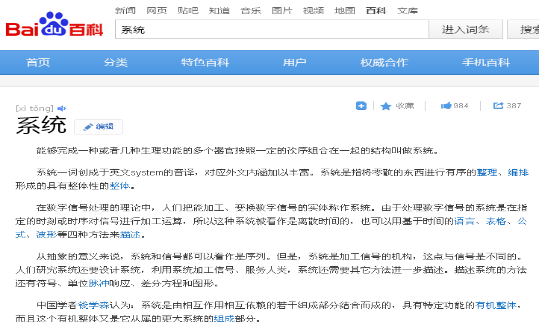 新闻 网页 贴吧 知道 音乐 图片 视频 地图 百科 文库
Bai du 百科
系统 进入词条 搜索
首页 分类 特色百科 用户 权威合作 手机百科
[xì tǒng] 收藏 984 387
系统 编辑
能够完成一种或者几种生理功能的多个器官按照一定的次序组合在一起的结构叫做系统。
系统一词创成于英文system的音译，对应外文内涵加以丰富。系统是指将零散的东西进行有序的整理、编排
形成的具有整体性的整体。
在数字信号处理的理论中，人们把能加工、变换数字信号的实体称作系统。由于处理数字信号的系统是在指
定的时刻或时序对信号进行加工运算，所以这种系统被看作是离散时间的，也可以用基于时间的语言、表格、公
式、波形等四种方法来描述。
从抽象的意义来说，系统和信号都可以看作是序列。但是，系统是加工信号的机构，这点与信号是不同的。
人们研究系统还要设计系统，利用系统加工信号、服务人类，系统还需要其它方法进一步描述。描述系统的方法
还有符号、单位脉冲响应、差分方程和图形。
中国学者钱学森认为：系统是由相互作用相互依赖的若干组成部分结合而成的，具有特定功能的有机整体，
而且这个有机整体又是它从属的更大系统的组成部分。